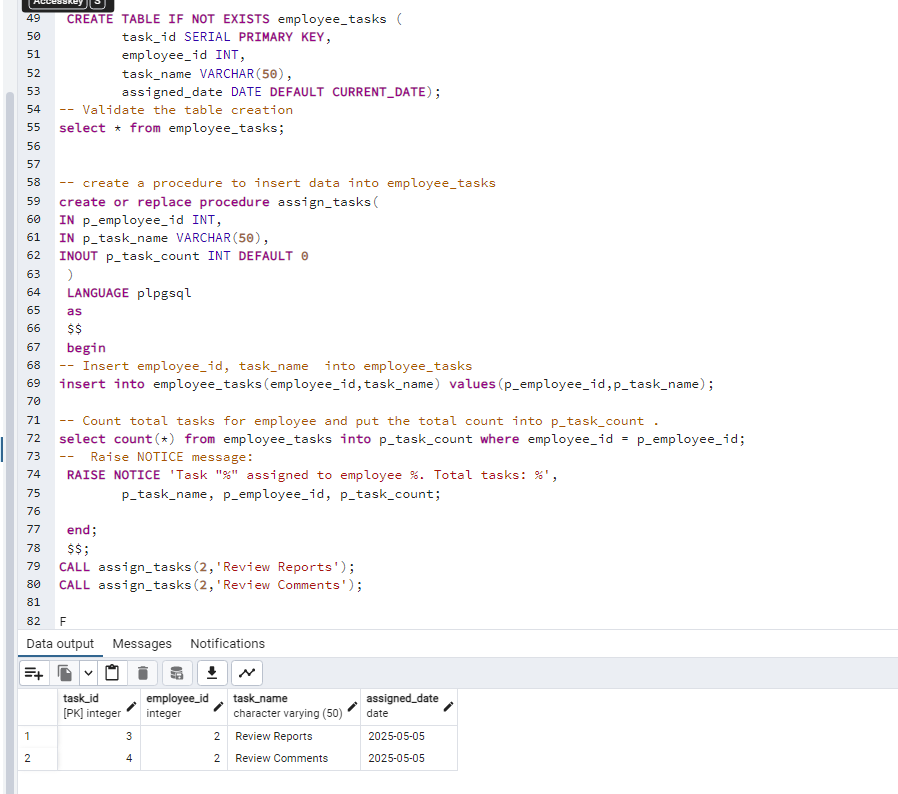 Accesskey S
49 CREATE TABLE IF NOT EXISTS employee_tasks (
50 task_id SERIAL PRIMARY KEY,
51 employee_id INT,
52 task_name VARCHAR(50),
53 assigned_date DATE DEFAULT CURRENT_DATE);
54 -- Validate the table creation
55 select * from employee_tasks;
56
57
58 -- create a procedure to insert data into employee_tasks
59 create or replace procedure assign_tasks(
60 IN p_employee_id INT,
61 IN p_task_name VARCHAR(50),
62 INOUT p_task_count INT DEFAULT 0
63 )
64 LANGUAGE plpgsql
65 as
66 $$
67 begin
68 -- Insert employee_id, task_name  into employee_tasks
69 insert into employee_tasks(employee_id,task_name) values(p_employee_id,p_task_name);
70
71 -- Count total tasks for employee and put the total count into p_task_count .
72 select count(*) from employee_tasks into p_task_count where employee_id = p_employee_id;
73 --  Raise NOTICE message:
74 RAISE NOTICE 'Task "%" assigned to employee %. Total tasks: %',
75 p_task_name, p_employee_id, p_task_count;
76
77 end;
78 $$;
79 CALL assign_tasks(2,'Review Reports');
80 CALL assign_tasks(2,'Review Comments');
81
82 F
Data output Messages Notifications
task_id employee_id task_name assigned_date
[PK] integer integer character varying (50) date
1 3 2 Review Reports 2025-05-05
2 4 2 Review Comments 2025-05-05